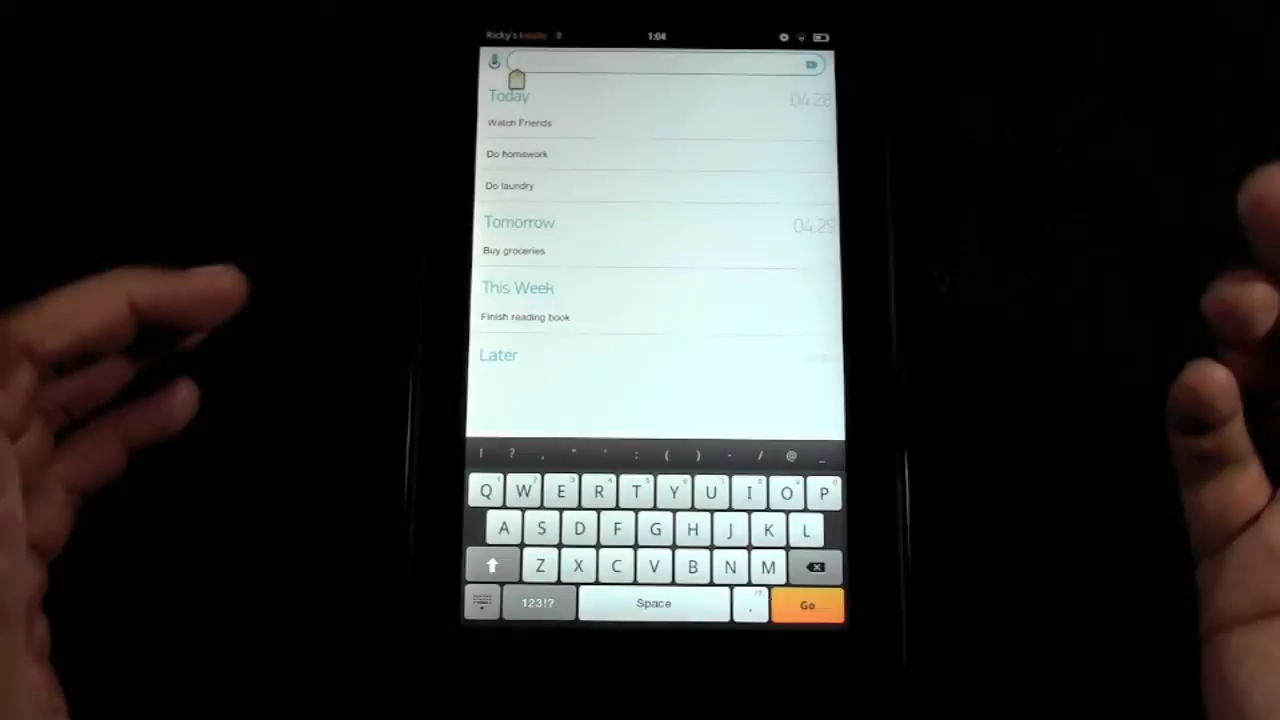 Ricky's kindle 2 1:04
Today 04.28
Watch Friends
Do homework
Do laundry
Tomorrow 04.29
Buy groceries
This Week
Finish reading book
Later
! ? , " ' : ( ) - / @ _
Q W E R T Y U I O P
A S D F G H J K L
Z X C V B N M
123!? Space . Go